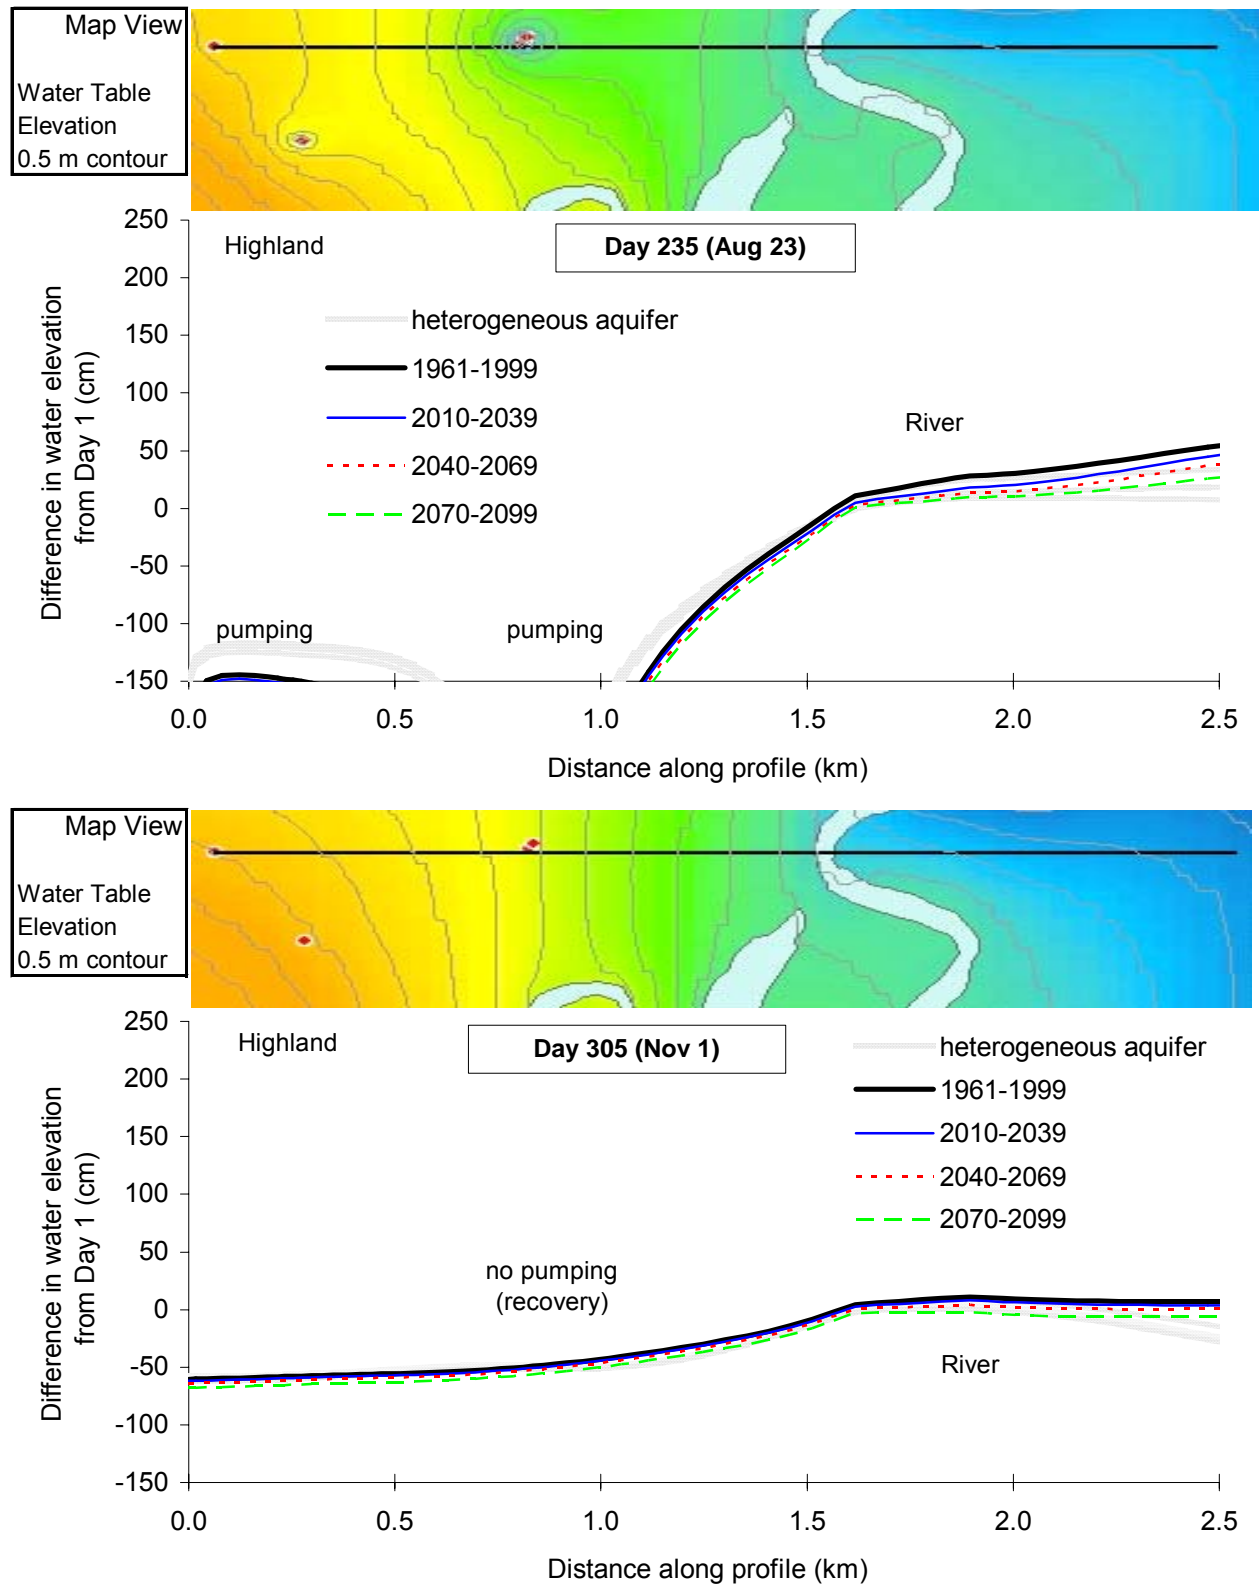 Map View
Water Table
Elevation
0.5 m contour
250
200
150
100
50
0
-50
-100
-150
Difference in water elevation
from Day 1 (cm)
Highland
Day 235 (Aug 23)
heterogeneous aquifer
1961-1999
2010-2039
2040-2069
2070-2099
River
pumping
pumping
0.0
0.5
1.0
1.5
2.0
2.5
Distance along profile (km)
Map View
Water Table
Elevation
0.5 m contour
250
200
150
100
50
0
-50
-100
-150
Difference in water elevation
from Day 1 (cm)
Highland
Day 305 (Nov 1)
heterogeneous aquifer
1961-1999
2010-2039
2040-2069
2070-2099
no pumping
(recovery)
River
0.0
0.5
1.0
1.5
2.0
2.5
Distance along profile (km)